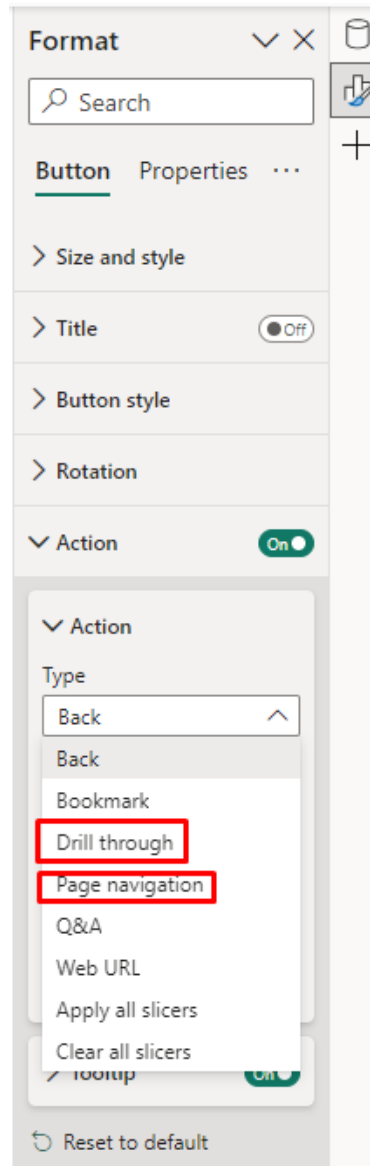 Format
Search
Button Properties ...
Size and style
Title Off
Button style
Rotation
Action On
Action
Type
Back
Back
Bookmark
Drill through
Page navigation
Q&A
Web URL
Apply all slicers
Clear all slicers
Tooltip On
Reset to default